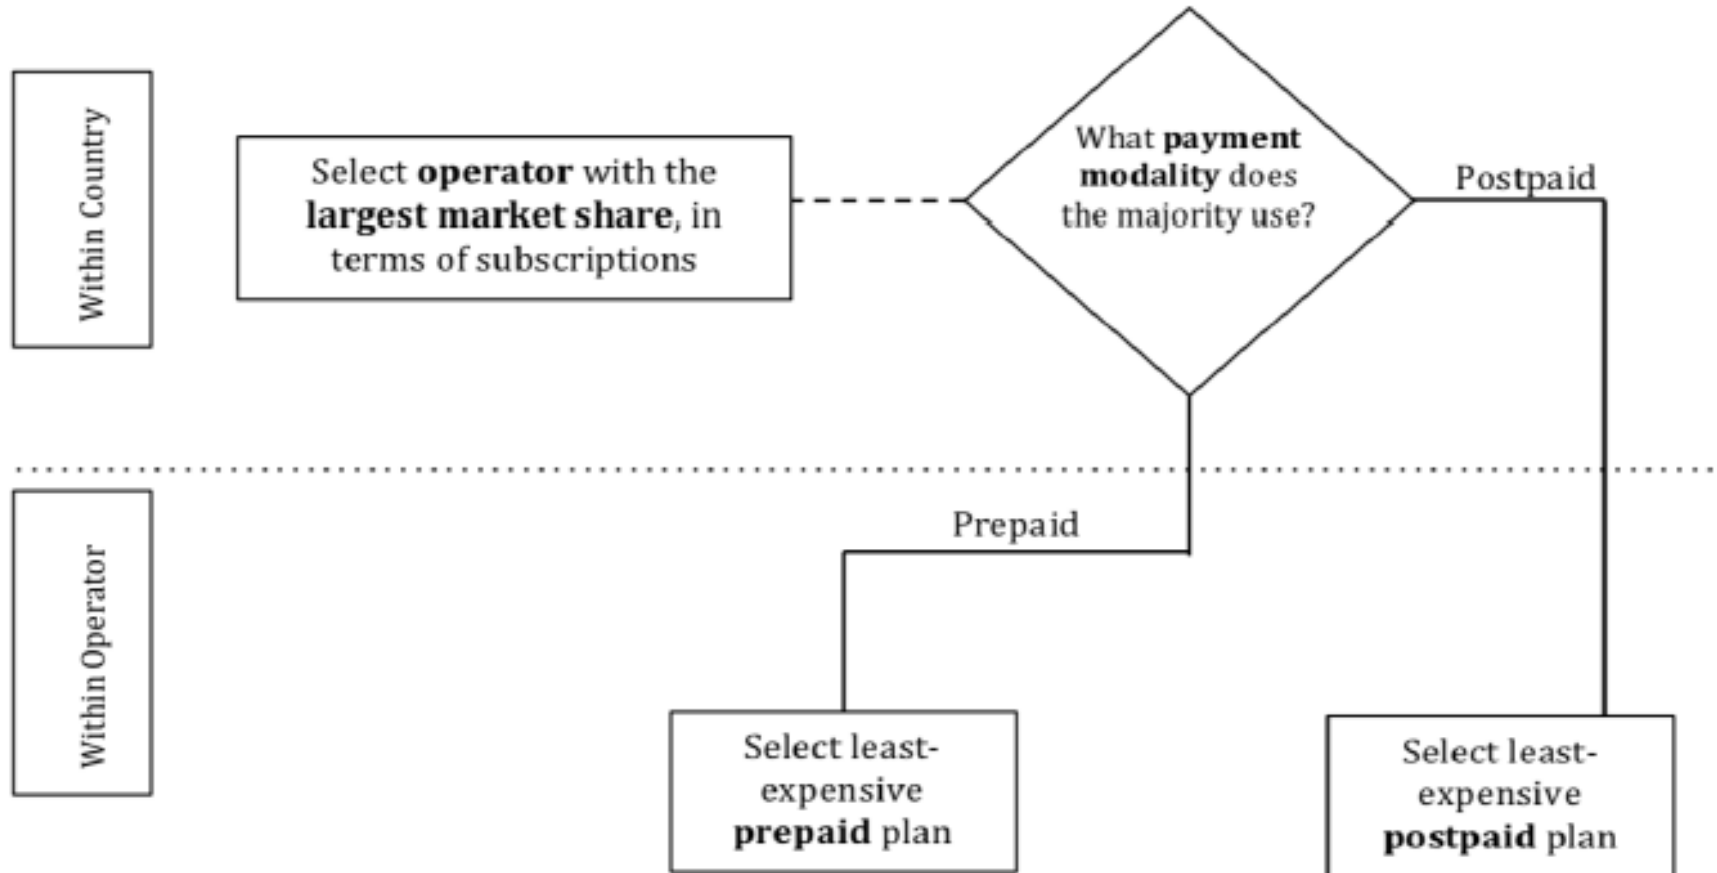 Within Country
Select operator with the
largest market share, in
terms of subscriptions
What payment
modality does
the majority use?
Postpaid
Within Operator
Prepaid
Select least-
expensive
prepaid plan
Select least-
expensive
postpaid plan